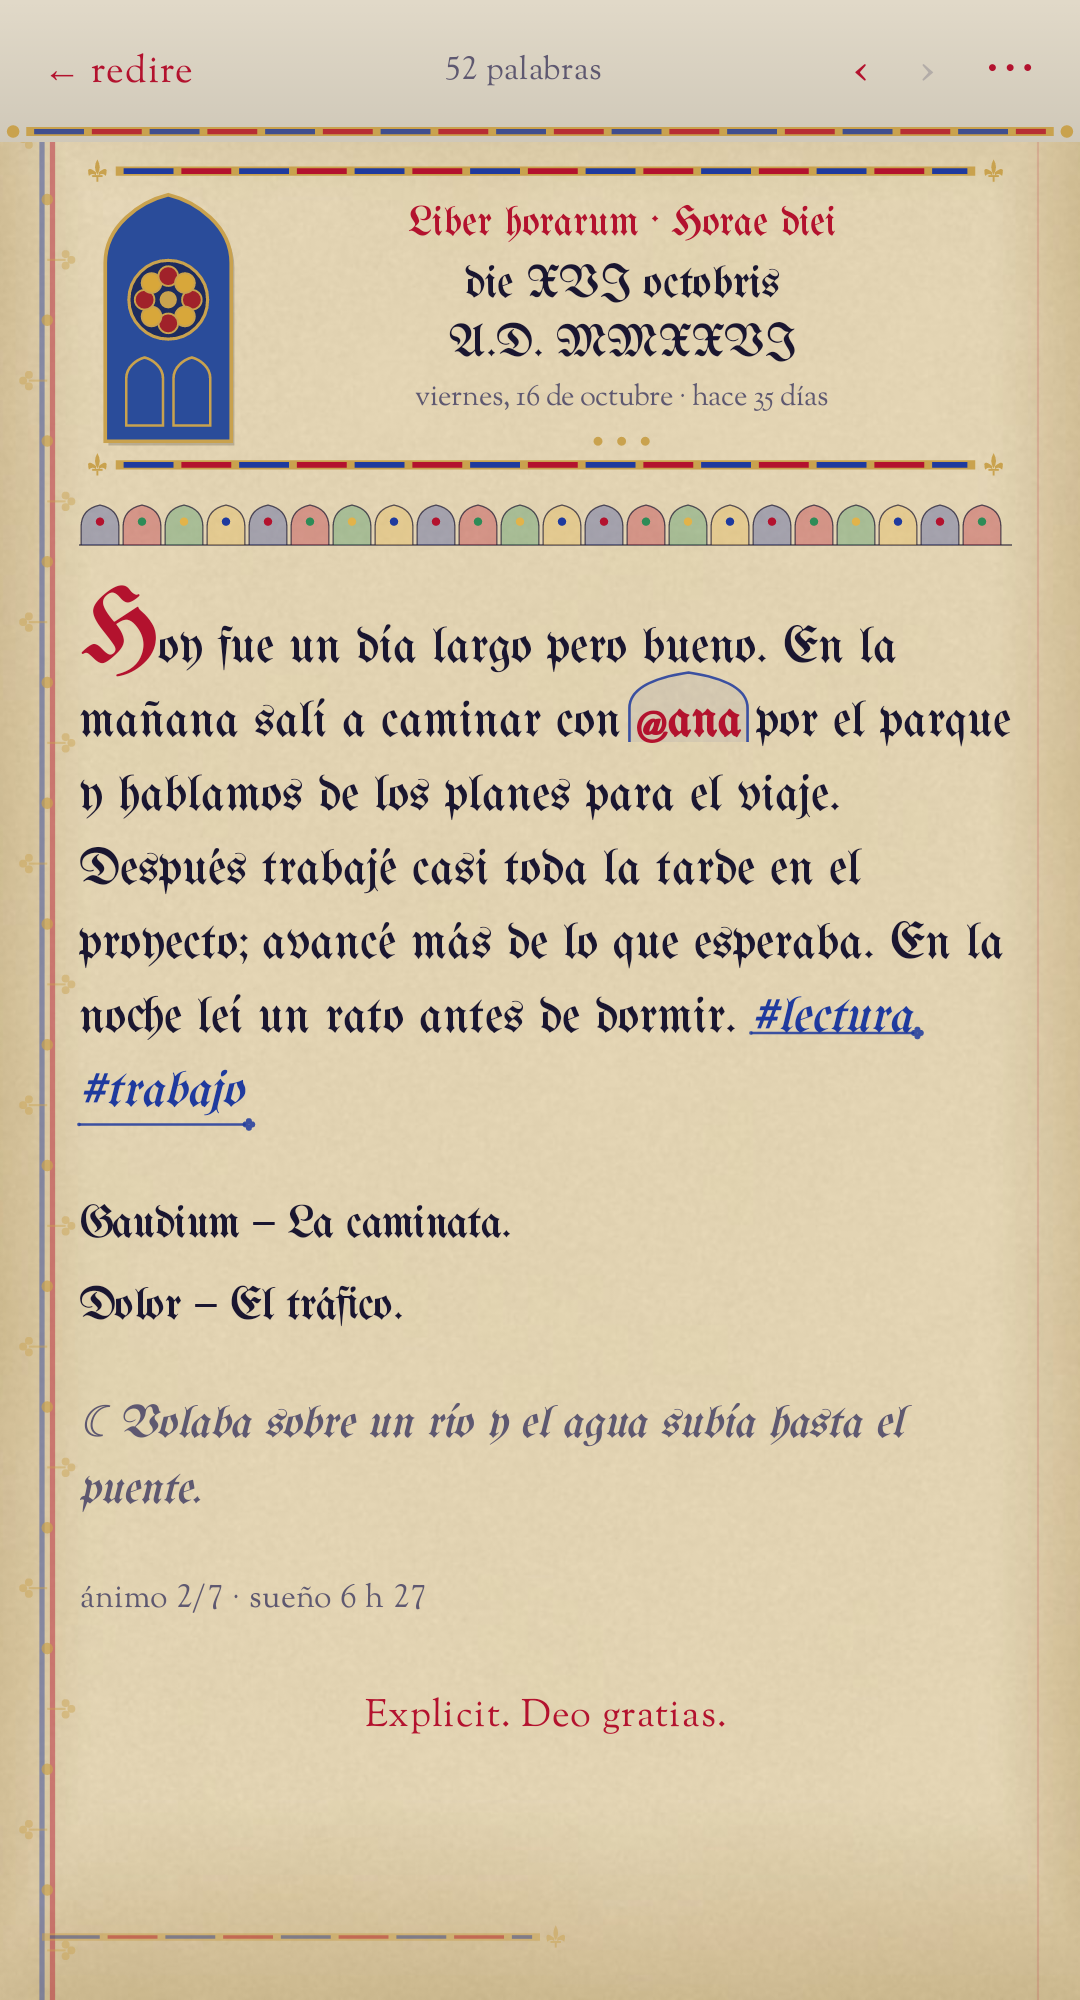 ← redire
52 palabras
‹ › •••
Liber horarum · Horae diei
die XVI octobris
A.D. MMXXVI
viernes, 16 de octubre · hace 35 días
Hoy fue un día largo pero bueno. En la
mañana salí a caminar con @ana por el parque
y hablamos de los planes para el viaje.
Después trabajé casi toda la tarde en el
proyecto; avancé más de lo que esperaba. En la
noche leí un rato antes de dormir. #lectura
#trabajo
Gaudium – La caminata.
Dolor – El tráfico.
☾ Volaba sobre un río y el agua subía hasta el
puente.
ánimo 2/7 · sueño 6 h 27
Explicit. Deo gratias.